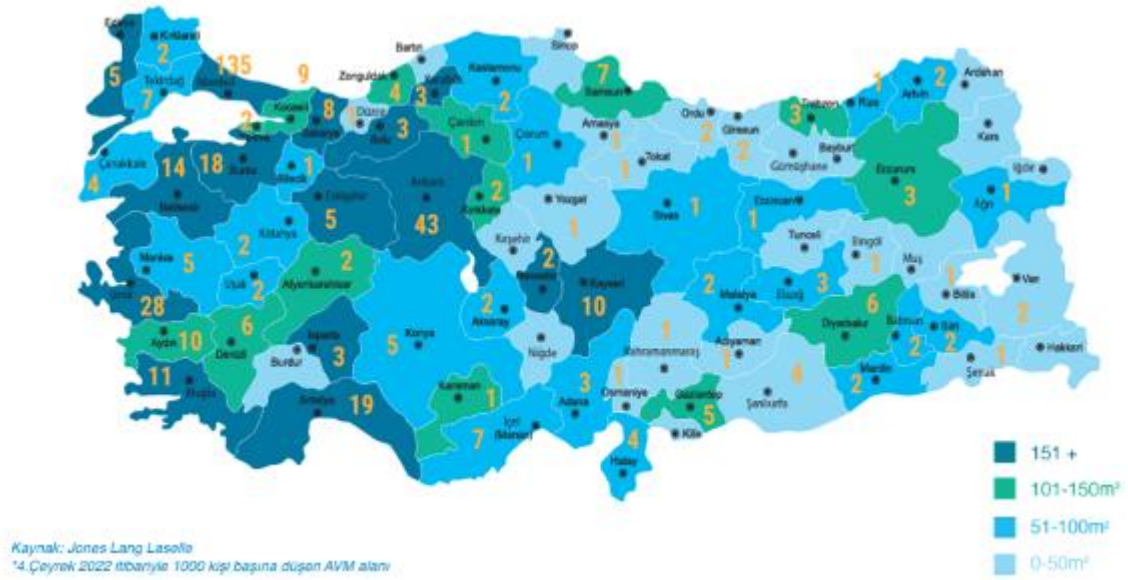 Edirne
Kırklareli
2
5
Tekirdağ
7
135
İstanbul
9
Kocaeli
2
Yalova
8
Sakarya
1
Düzce
3
Bolu
Zonguldak
4
Bartın
Karabük
3
Kastamonu
2
Sinop
7
Samsun
Çankırı
1
Çorum
1
Amasya
1
Tokat
1
Ordu
2
Giresun
2
Trabzon
3
Gümüşhane
Bayburt
1
Rize
Artvin
2
Ardahan
Kars
Iğdır
Erzurum
3
Ağrı
1
Çanakkale
4
14
Balıkesir
18
Bursa
Bilecik
1
Eskişehir
5
Ankara
43
Kırıkkale
2
Yozgat
1
Kırşehir
Sivas
1
Erzincan
1
Tunceli
Bingöl
1
Muş
1
Bitlis
Van
2
Manisa
5
Kütahya
2
Uşak
2
Afyonkarahisar
2
İzmir
28
Aydın
10
Denizli
6
11
Muğla
Burdur
Isparta
3
Antalya
19
Konya
5
Aksaray
2
Nevşehir
2
Kayseri
10
Niğde
Karaman
1
İçel
(Mersin)
7
Adana
3
Osmaniye
1
Kahramanmaraş
1
Malatya
2
Elazığ
3
Adıyaman
1
Diyarbakır
6
Batman
2
Siirt
2
Şırnak
1
Hakkari
Mardin
2
Şanlıurfa
4
Gaziantep
5
Kilis
Hatay
4
151 +
101-150m²
51-100m²
0-50m²
Kaynak: Jones Lang Laselle
*4.Çeyrek 2022 itibariyle 1000 kişi başına düşen AVM alanı